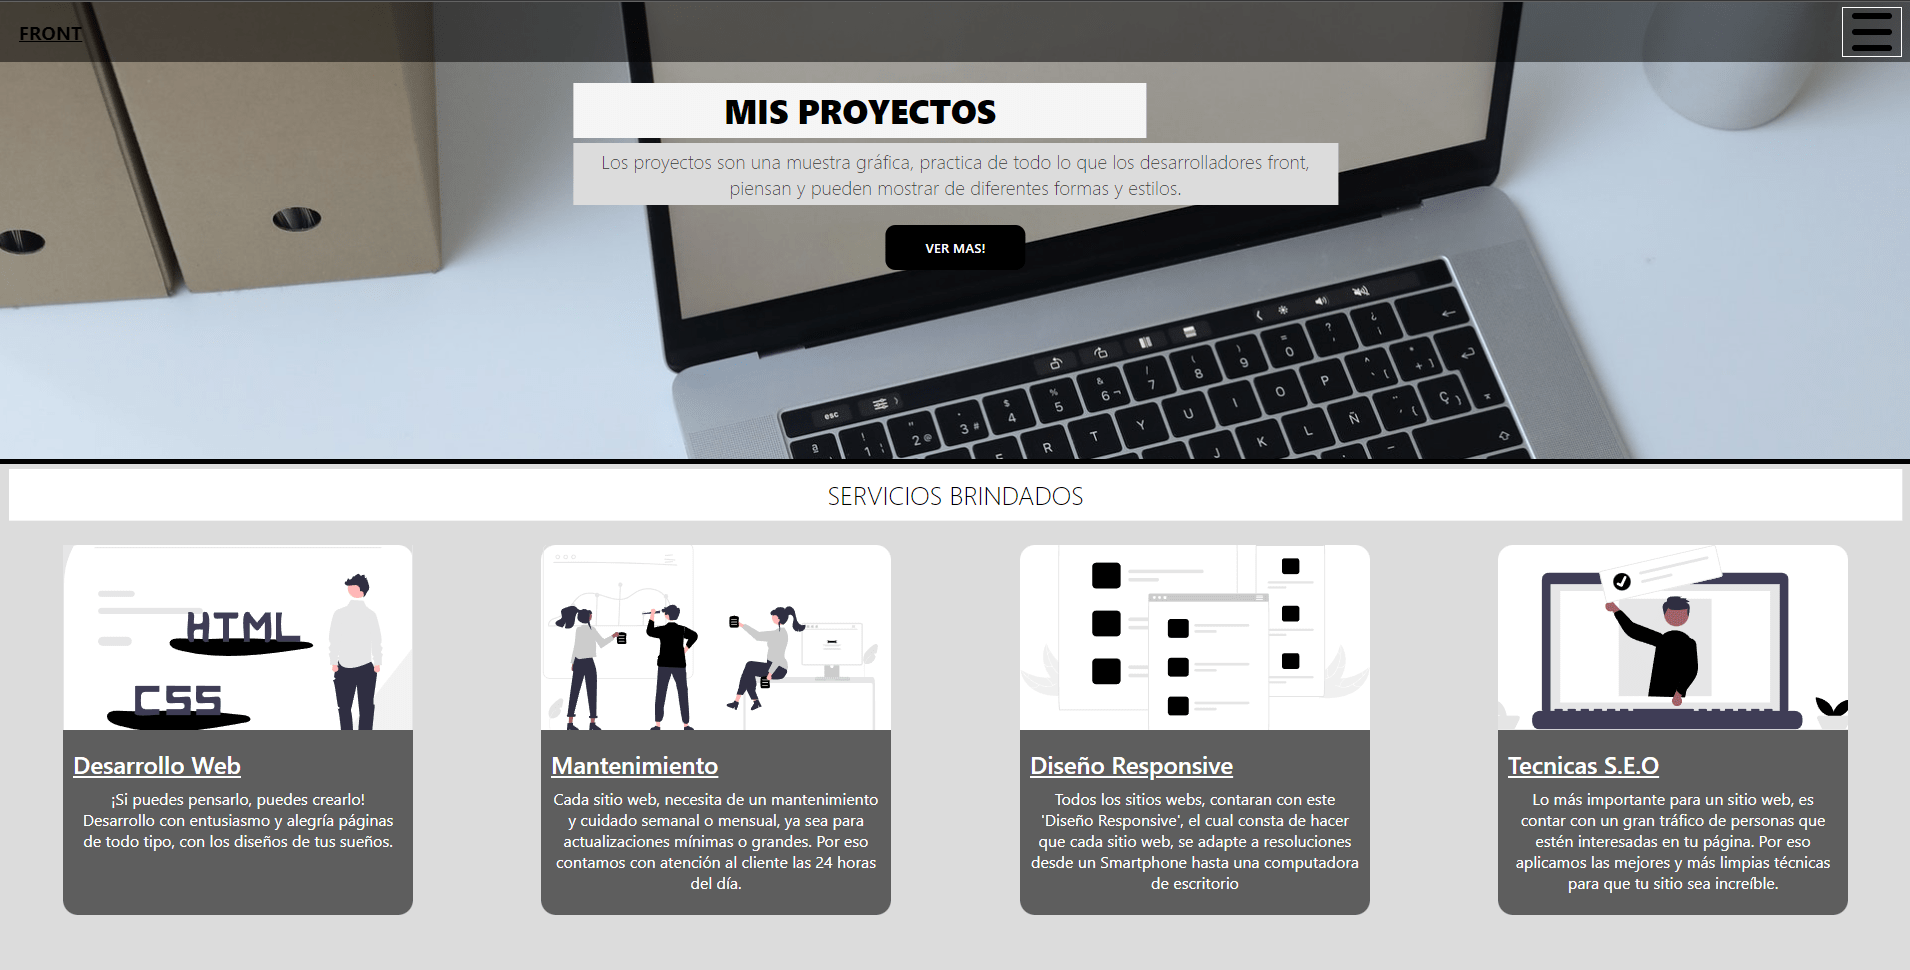 FRONT
MIS PROYECTOS
Los proyectos son una muestra gráfica, practica de todo lo que los desarrolladores front,
piensan y pueden mostrar de diferentes formas y estilos.
VER MAS!
esc
SERVICIOS BRINDADOS
HTML
CSS
Desarrollo Web
¡Si puedes pensarlo, puedes crearlo!
Desarrollo con entusiasmo y alegría páginas
de todo tipo, con los diseños de tus sueños.
Mantenimiento
Cada sitio web, necesita de un mantenimiento
y cuidado semanal o mensual, ya sea para
actualizaciones mínimas o grandes. Por eso
contamos con atención al cliente las 24 horas
del día.
Diseño Responsive
Todos los sitios webs, contaran con este
'Diseño Responsive', el cual consta de hacer
que cada sitio web, se adapte a resoluciones
desde un Smartphone hasta una computadora
de escritorio
Tecnicas S.E.O
Lo más importante para un sitio web, es
contar con un gran tráfico de personas que
estén interesadas en tu página. Por eso
aplicamos las mejores y más limpias técnicas
para que tu sitio sea increíble.